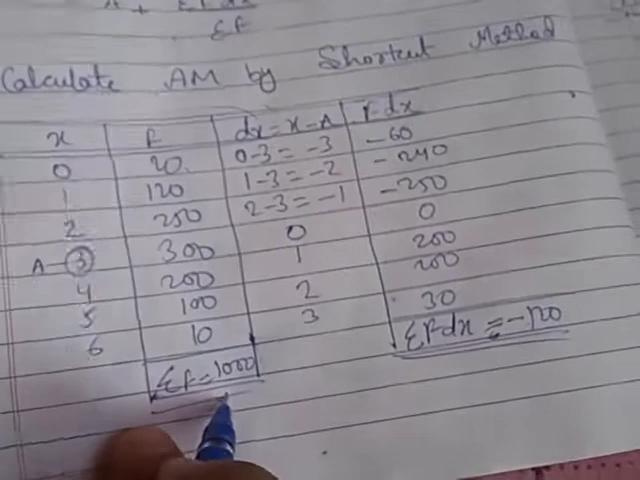 A + Σfdx
Σf
Calculate AM by Shortcut Method
x f dx = x - A f dx
0 20 0-3 = -3 -60
1 120 1-3 = -2 -240
2 250 2-3 = -1 -250
A - 3 300 0 0
4 200 1 200
5 100 2 200
6 10 3 30
Σf = 1000 Σfdx = -120